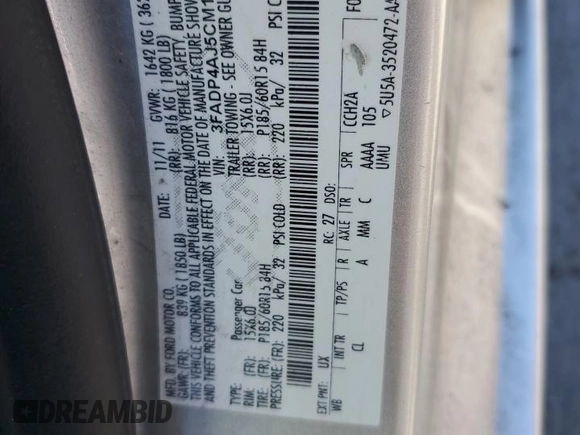 MFD. BY FORD MOTOR CO.
DATE: 11/11 GVWR: 1642 KG ( 362
GAWR: (FR): 839 KG ( 1850 LB) (RR): 816 KG ( 1800 LB)
THIS VEHICLE CONFORMS TO ALL APPLICABLE FEDERAL MOTOR VEHICLE SAFETY, BUMP
AND THEFT PREVENTION STANDARDS IN EFFECT ON THE DATE OF MANUFACTURE SHOW
VIN: 3FADP4AJ5CM1
TYPE: Passenger Car TRAILER TOWING - SEE OWNER GU
RIM: (FR): 15X6.0J (RR): 15X6.0J
TIRE: (FR): P185/60R15 84H (RR): P185/60R15 84H
PRESSURE: (FR): 220 kPa/ 32 PSI COLD (RR): 220 kPa/ 32 PSI C
EXT PNT: UX RC: 27 DSO: FO
WB INT TR TP/PS R AXLE TR SPR CCH2A
CL A MM C AAAA 105
UMU ▽5U5A-3520472-AA
DREAMBID